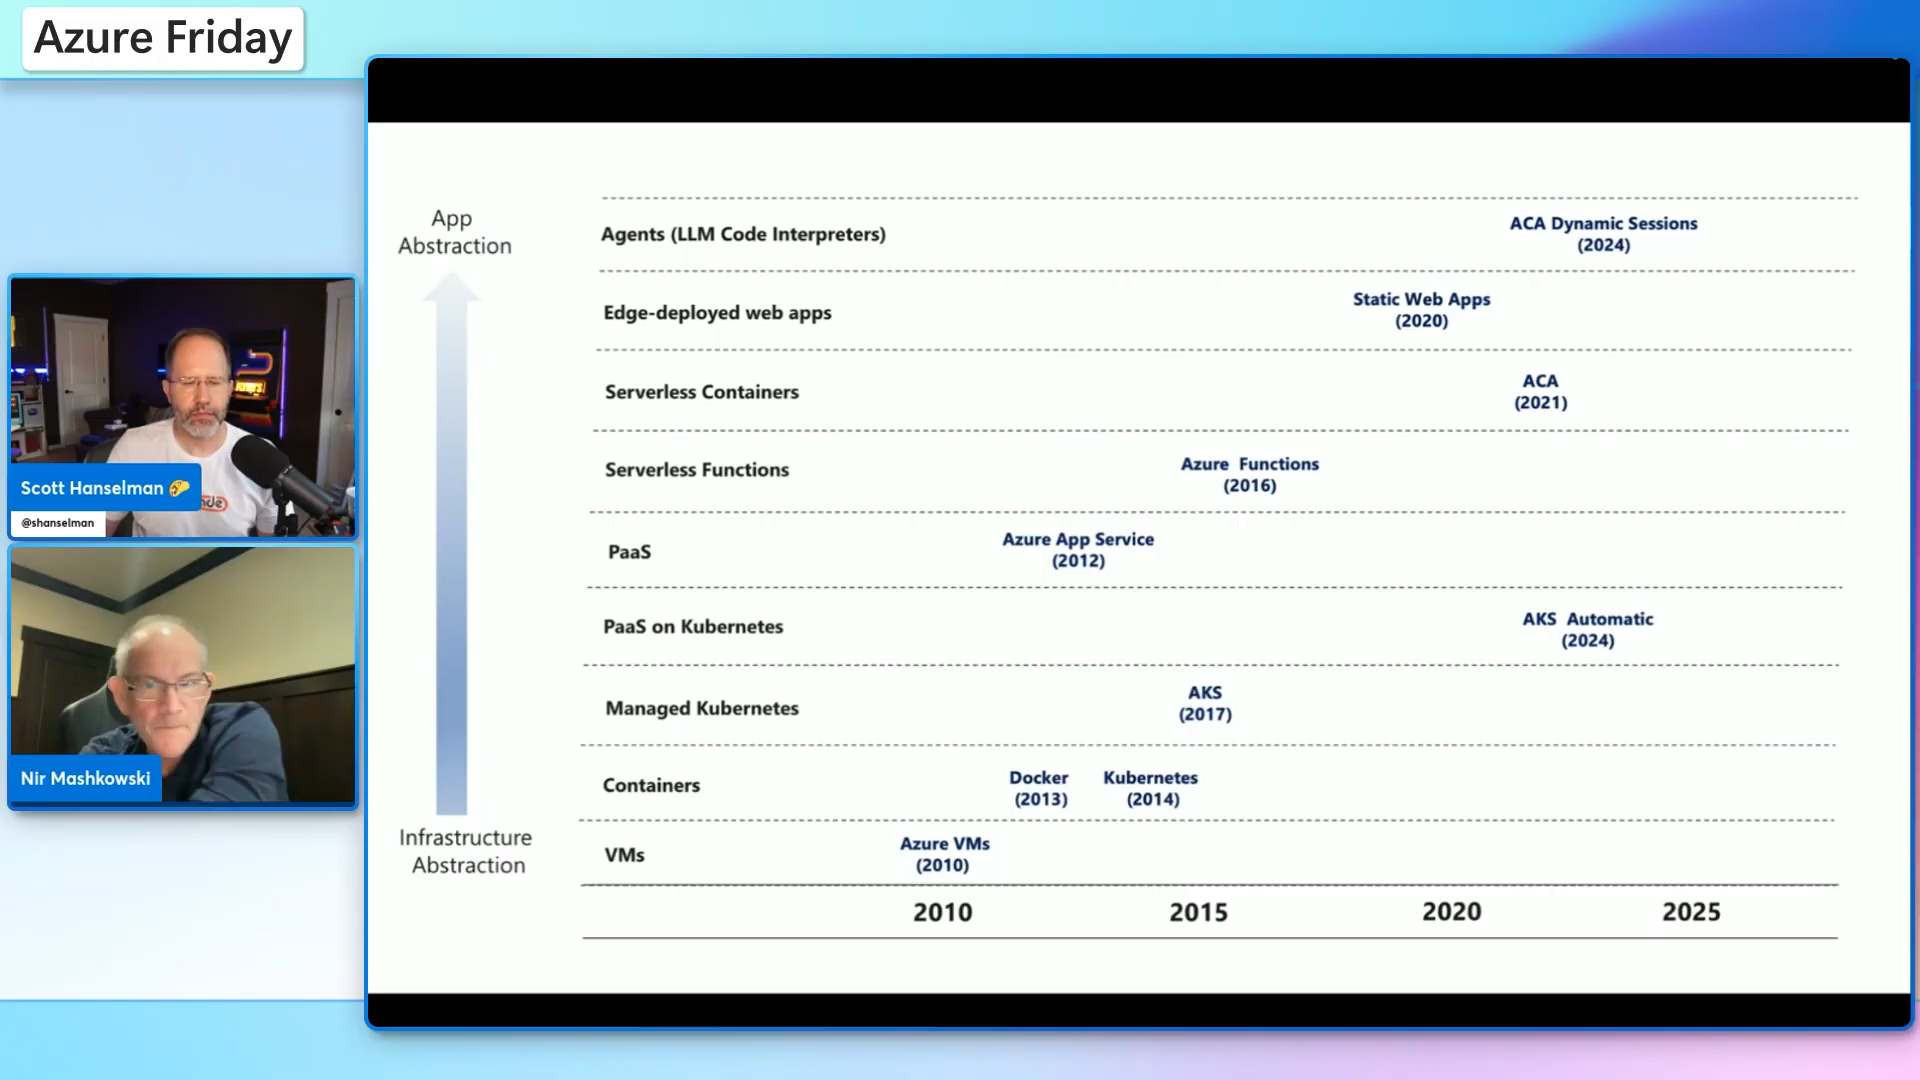 Azure Friday
App
Abstraction
Agents (LLM Code Interpreters)
ACA Dynamic Sessions
(2024)
Edge-deployed web apps
Static Web Apps
(2020)
Serverless Containers
ACA
(2021)
Serverless Functions
Azure Functions
(2016)
PaaS
Azure App Service
(2012)
PaaS on Kubernetes
AKS Automatic
(2024)
Managed Kubernetes
AKS
(2017)
Containers
Docker
(2013)
Kubernetes
(2014)
Infrastructure
Abstraction
VMs
Azure VMs
(2010)
2010 2015 2020 2025
Scott Hanselman 🌮
@shanselman
Nir Mashkowski